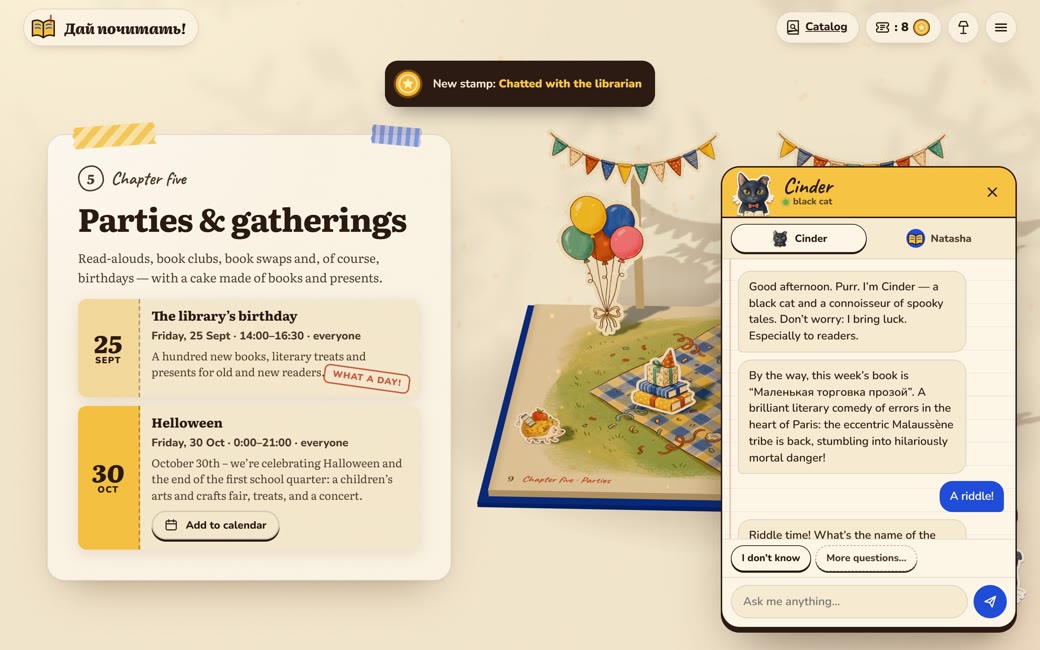 Дай почитать!
Catalog
: 8
New stamp: Chatted with the librarian
5 Chapter five
Parties & gatherings
Read-alouds, book clubs, book swaps and, of course,
birthdays — with a cake made of books and presents.
25
SEPT
The library's birthday
Friday, 25 Sept · 14:00–16:30 · everyone
A hundred new books, literary treats and
presents for old and new readers.
WHAT A DAY!
30
OCT
Helloween
Friday, 30 Oct · 0:00–21:00 · everyone
October 30th – we're celebrating Halloween and
the end of the first school quarter: a children's
arts and crafts fair, treats, and a concert.
Add to calendar
9 Chapter five · Parties
Cinder
black cat
Cinder
Natasha
Good afternoon. Purr. I'm Cinder — a
black cat and a connoisseur of spooky
tales. Don't worry: I bring luck.
Especially to readers.
By the way, this week's book is
“Маленькая торговка прозой”. A
brilliant literary comedy of errors in the
heart of Paris: the eccentric Malaussène
tribe is back, stumbling into hilariously
mortal danger!
A riddle!
Riddle time! What's the name of the
I don't know
More questions...
Ask me anything...